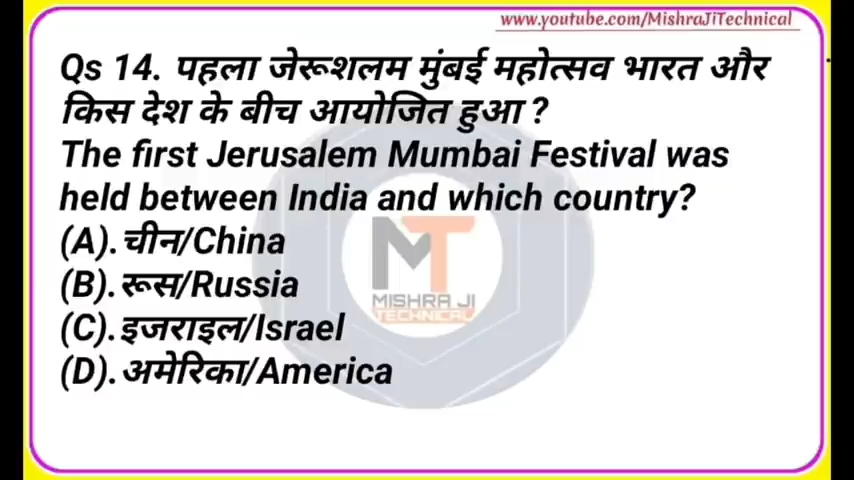 www.youtube.com/MishraJiTechnical
Qs 14. पहला जेरूशलम मुंबई महोत्सव भारत और
किस देश के बीच आयोजित हुआ ?
The first Jerusalem Mumbai Festival was
held between India and which country?
(A).चीन/China
(B).रूस/Russia
(C).इजराइल/Israel
(D).अमेरिका/America
MT
MISHRA JI
TECHNICAL